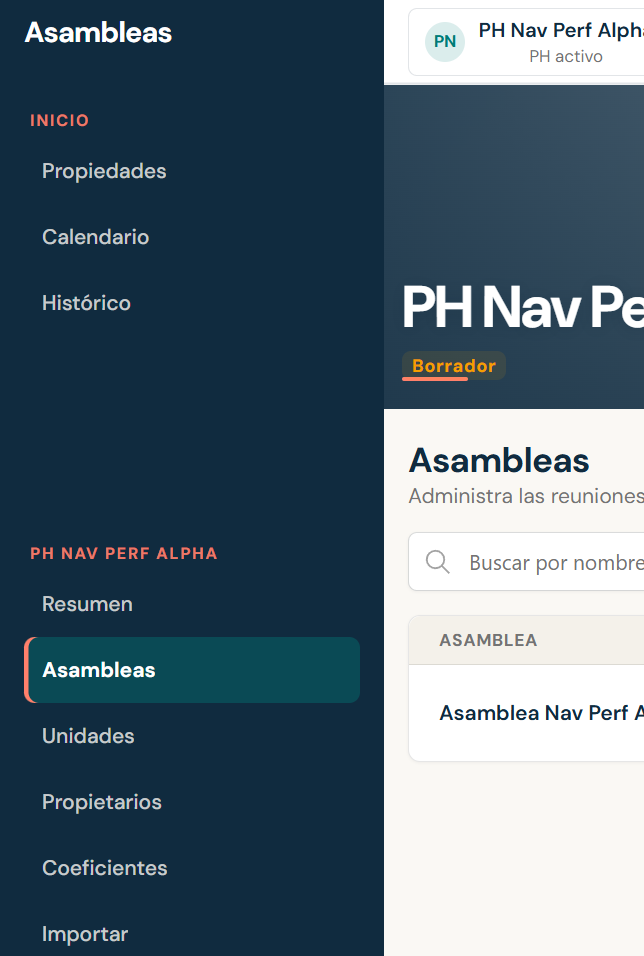 Asambleas
INICIO
Propiedades
Calendario
Histórico
PH NAV PERF ALPHA
Resumen
Asambleas
Unidades
Propietarios
Coeficientes
Importar
PN
PH Nav Perf Alph
PH activo
PH Nav Pe
Borrador
Asambleas
Administra las reuniones
Buscar por nombre
ASAMBLEA
Asamblea Nav Perf A